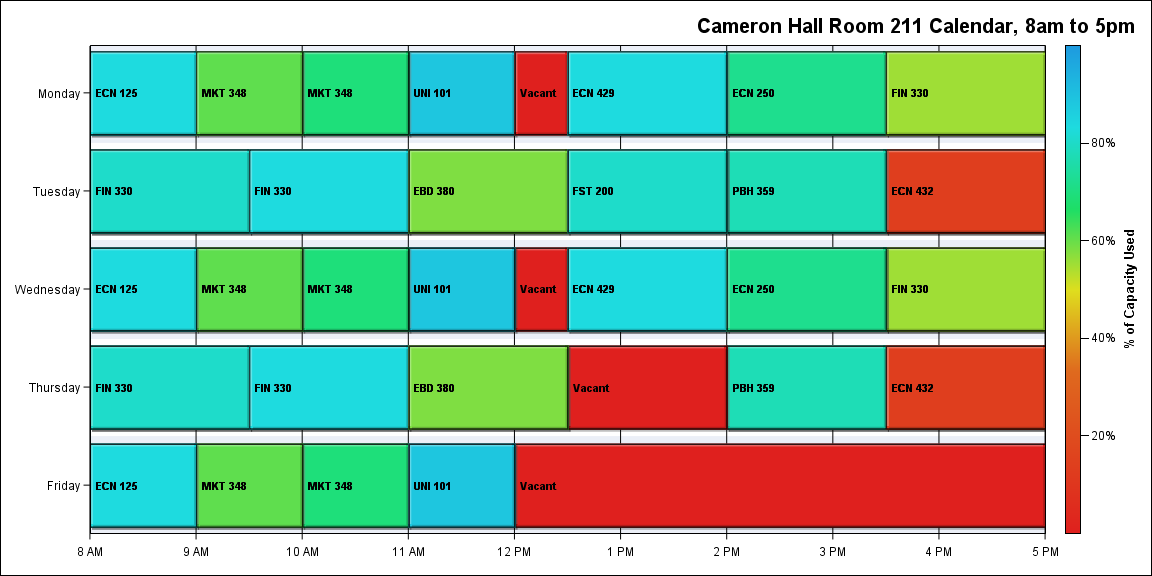 Cameron Hall Room 211 Calendar, 8am to 5pm
Monday ECN 125 MKT 348 MKT 348 UNI 101 Vacant ECN 429 ECN 250 FIN 330
Tuesday FIN 330 FIN 330 EBD 380 FST 200 PBH 359 ECN 432
Wednesday ECN 125 MKT 348 MKT 348 UNI 101 Vacant ECN 429 ECN 250 FIN 330
Thursday FIN 330 FIN 330 EBD 380 Vacant PBH 359 ECN 432
Friday ECN 125 MKT 348 MKT 348 UNI 101 Vacant
8 AM 9 AM 10 AM 11 AM 12 PM 1 PM 2 PM 3 PM 4 PM 5 PM
80%
60%
40%
20%
% of Capacity Used